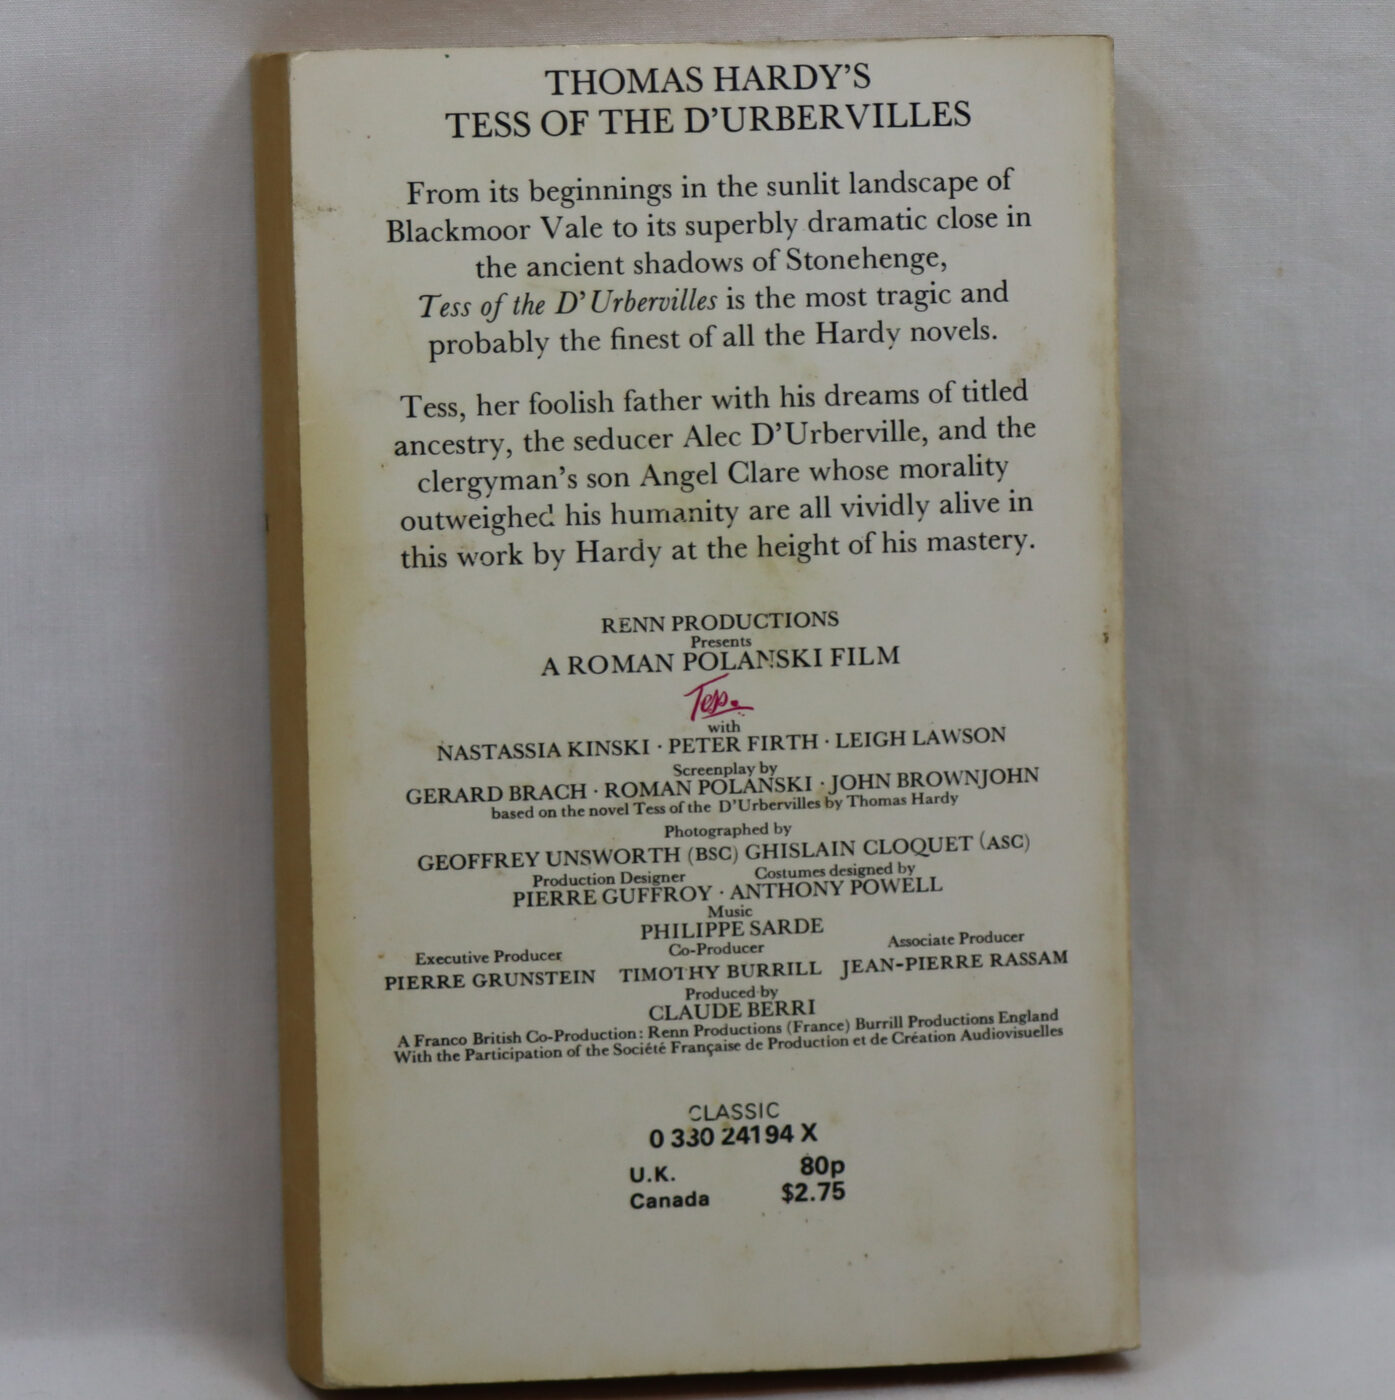 THOMAS HARDY'S
TESS OF THE D'URBERVILLES
From its beginnings in the sunlit landscape of
Blackmoor Vale to its superbly dramatic close in
the ancient shadows of Stonehenge,
Tess of the D'Urbervilles is the most tragic and
probably the finest of all the Hardy novels.
Tess, her foolish father with his dreams of titled
ancestry, the seducer Alec D'Urberville, and the
clergyman's son Angel Clare whose morality
outweighed his humanity are all vividly alive in
this work by Hardy at the height of his mastery.
RENN PRODUCTIONS
Presents
A ROMAN POLANSKI FILM
Tess.
with
NASTASSIA KINSKI · PETER FIRTH · LEIGH LAWSON
Screenplay by
GERARD BRACH · ROMAN POLANSKI · JOHN BROWNJOHN
based on the novel Tess of the D'Urbervilles by Thomas Hardy
Photographed by
GEOFFREY UNSWORTH (BSC) GHISLAIN CLOQUET (ASC)
Production Designer Costumes designed by
PIERRE GUFFROY · ANTHONY POWELL
Music
PHILIPPE SARDE
Executive Producer Co-Producer Associate Producer
PIERRE GRUNSTEIN TIMOTHY BURRILL JEAN-PIERRE RASSAM
Produced by
CLAUDE BERRI
A Franco British Co-Production: Renn Productions (France) Burrill Productions England
With the Participation of the Société Française de Production et de Création Audiovisuelles
CLASSIC
0 330 24194 X
U.K. 80p
Canada $2.75